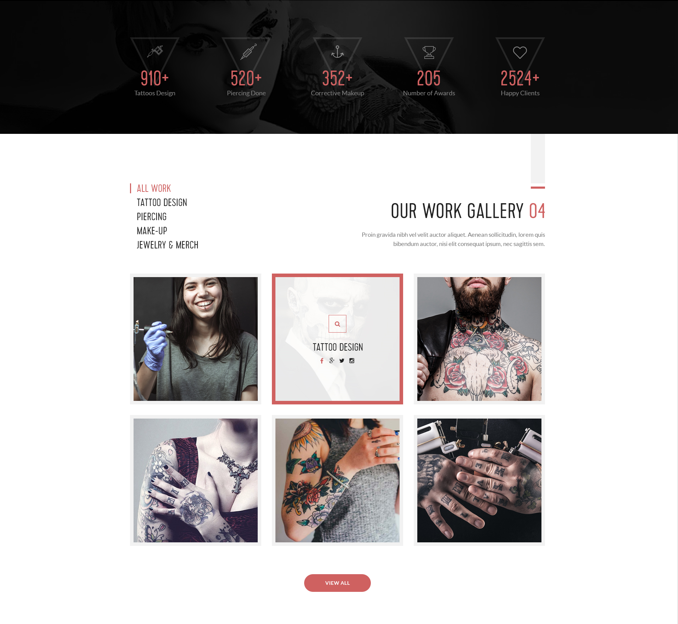 910+
Tattoos Design
520+
Piercing Done
352+
Corrective Makeup
205
Number of Awards
2524+
Happy Clients
ALL WORK
TATTOO DESIGN
PIERCING
MAKE-UP
JEWELRY & MERCH
OUR WORK GALLERY 04
Proin gravida nibh vel velit auctor aliquet. Aenean sollicitudin, lorem quis
bibendum auctor, nisi elit consequat ipsum, nec sagittis sem.
TATTOO DESIGN
VIEW ALL